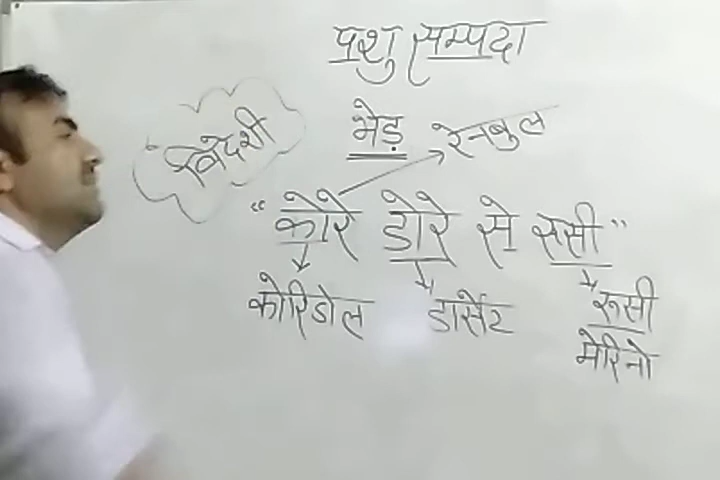 पशु सम्पदा
विदेशी
भेड़
रेनबुल
"कोरे डोरे से रुसी"
कोरिडोल डार्सेट रूसी
मेरिनो